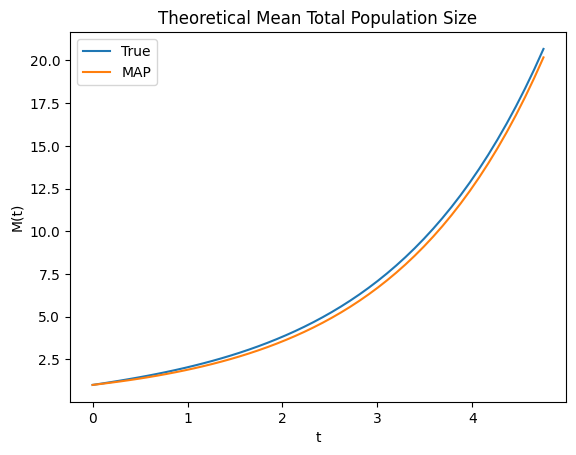 Theoretical Mean Total Population Size
True
MAP
M(t)
20.0
17.5
15.0
12.5
10.0
7.5
5.0
2.5
0 1 2 3 4
t